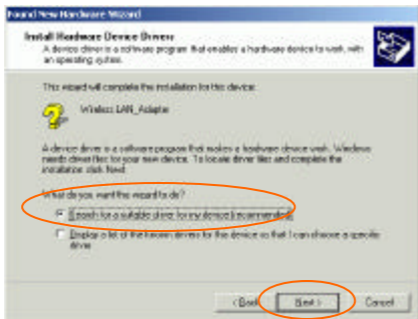 Found New Hardware Wizard
Install Hardware Device Drivers
A device driver is a software program that enables a hardware device to work with
an operating system.
This wizard will complete the installation for this device:
Wireless LAN_Adapter
A device driver is a software program that makes a hardware device work. Windows
needs driver files for your new device. To locate driver files and complete the
installation click Next.
What do you want the wizard to do?
Search for a suitable driver for my device (recommended)
Display a list of the known drivers for this device so that I can choose a specific
driver
< Back Next > Cancel